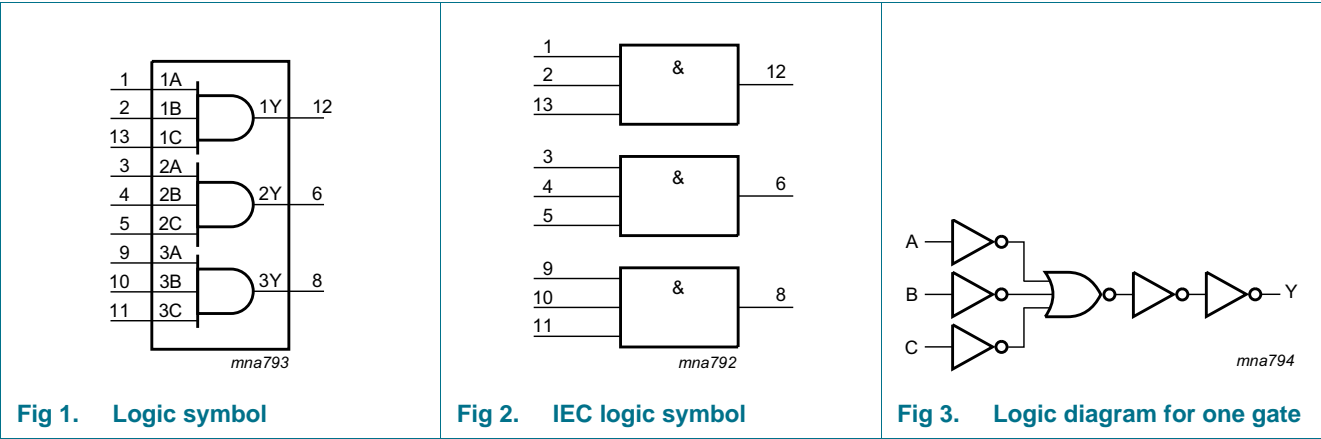 1 1A
2 1B 1Y 12
13 1C
3 2A
4 2B 2Y 6
5 2C
9 3A
10 3B 3Y 8
11 3C
mna793
Fig 1. Logic symbol
1
2 & 12
13
3
4 & 6
5
9
10 & 8
11
mna792
Fig 2. IEC logic symbol
A
B Y
C
mna794
Fig 3. Logic diagram for one gate